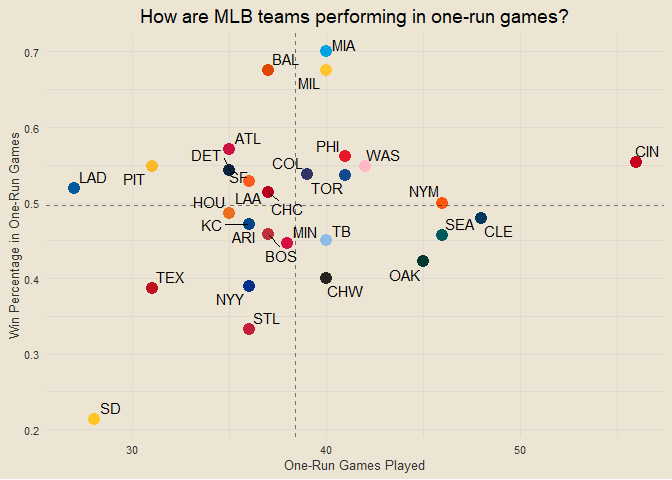 How are MLB teams performing in one-run games?
Win Percentage in One-Run Games
0.7
0.6
0.5
0.4
0.3
0.2
MIA
BAL
MIL
ATL
DET
PHI
WAS
CIN
COL
PIT
LAD
SF
TOR
LAA
NYM
HOU
CHC
KC
ARI
MIN
TB
SEA
CLE
BOS
OAK
TEX
CHW
NYY
STL
SD
30
40
50
One-Run Games Played